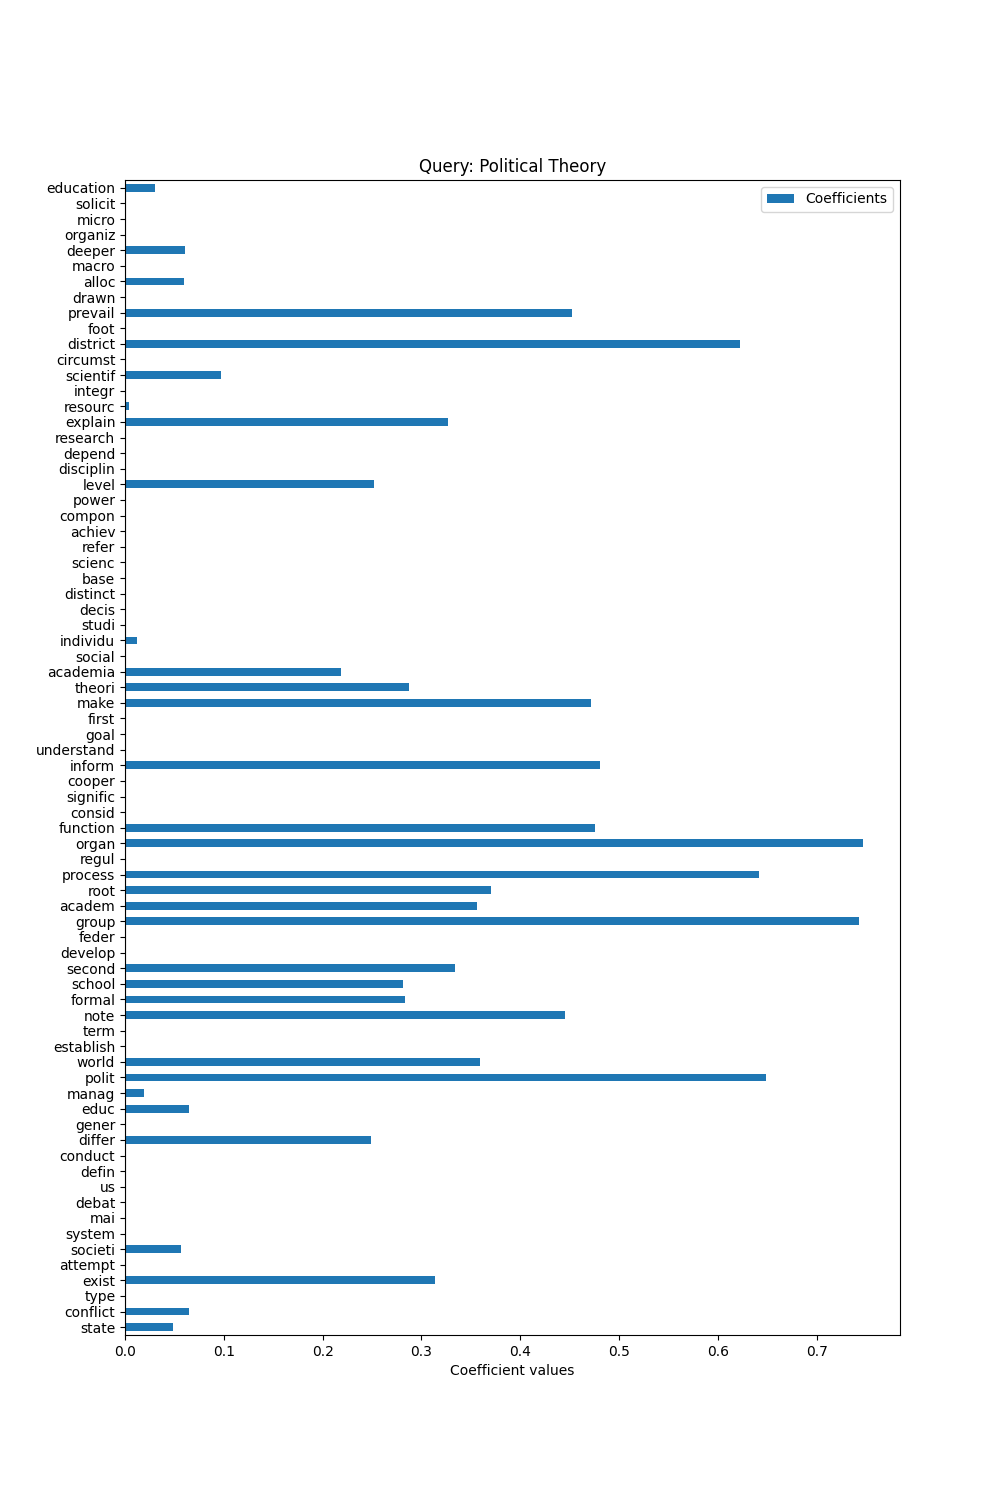 Query: Political Theory
Coefficients
education
solicit
micro
organiz
deeper
macro
alloc
drawn
prevail
foot
district
circumst
scientif
integr
resourc
explain
research
depend
disciplin
level
power
compon
achiev
refer
scienc
base
distinct
decis
studi
individu
social
academia
theori
make
first
goal
understand
inform
cooper
signific
consid
function
organ
regul
process
root
academ
group
feder
develop
second
school
formal
note
term
establish
world
polit
manag
educ
gener
differ
conduct
defin
us
debat
mai
system
societi
attempt
exist
type
conflict
state
0.0 0.1 0.2 0.3 0.4 0.5 0.6 0.7
Coefficient values